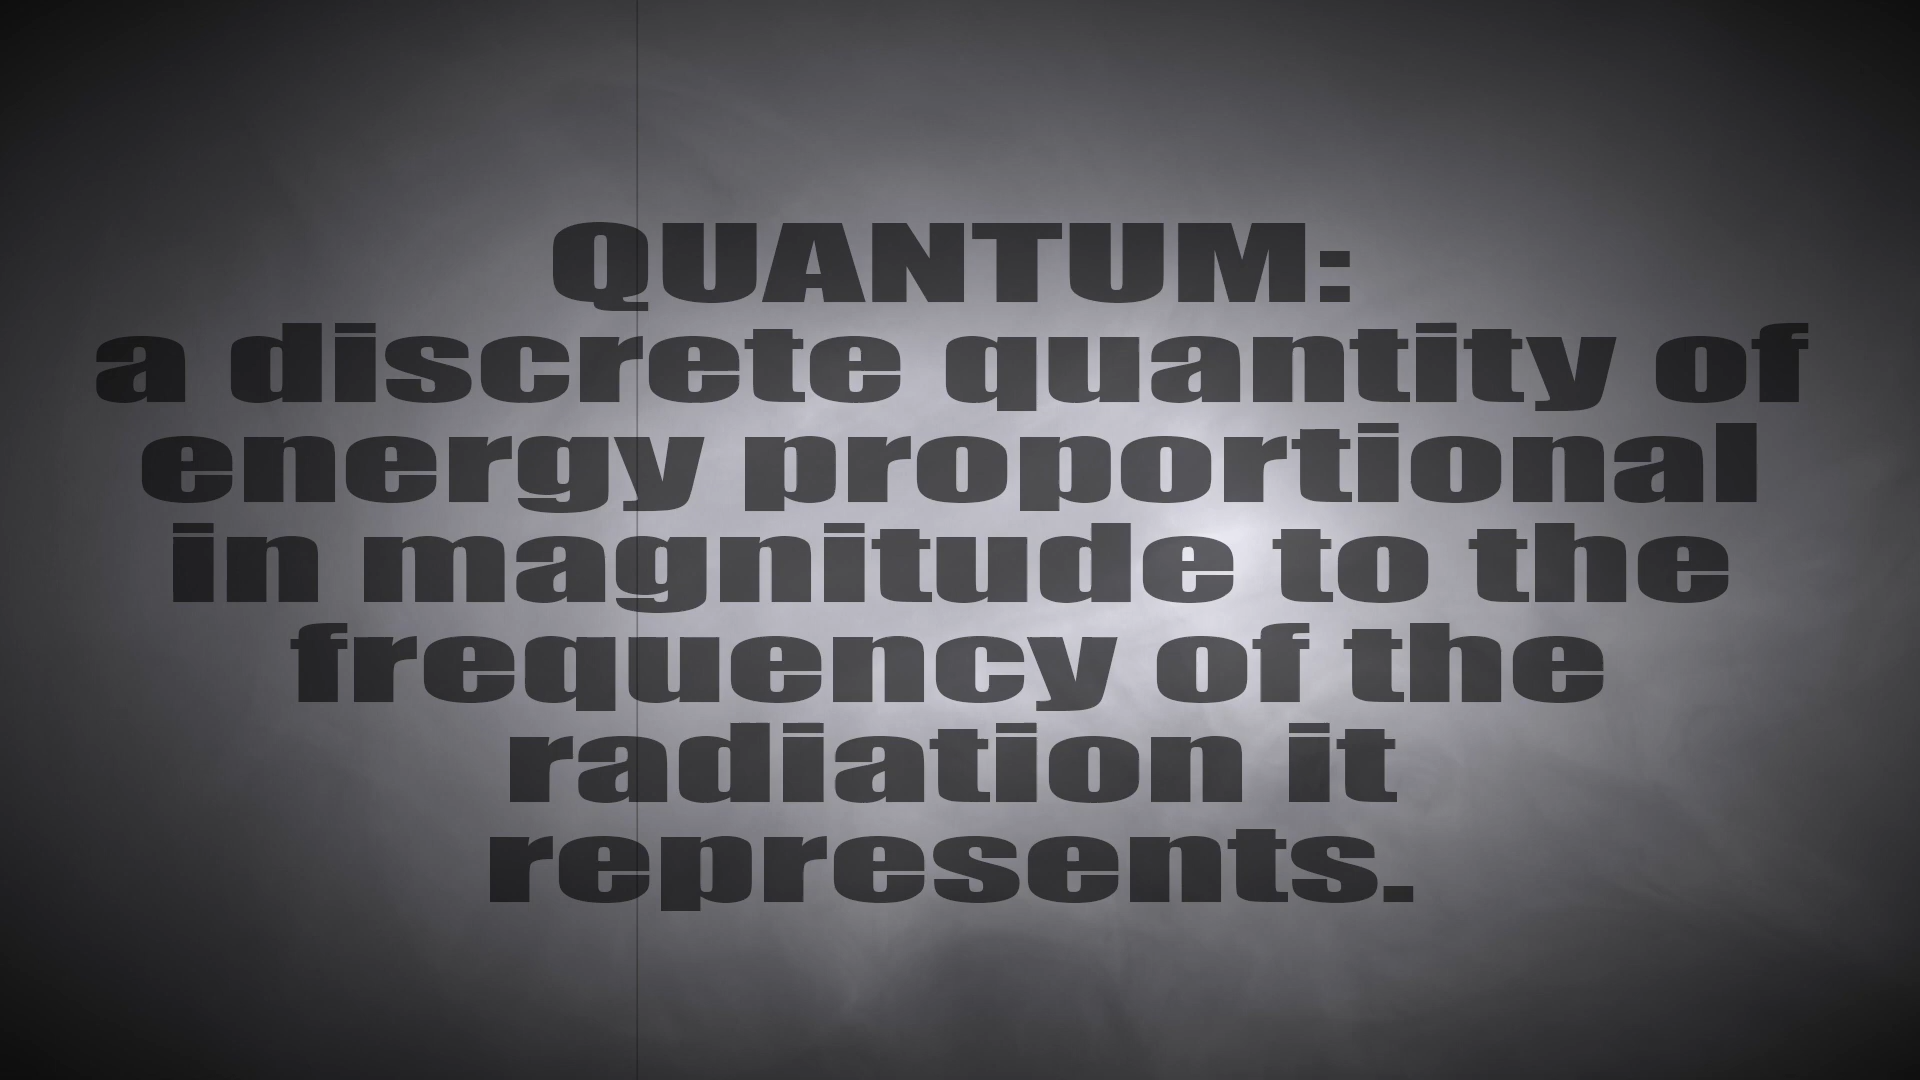 QUANTUM:
a discrete quantity of
energy proportional
in magnitude to the
frequency of the
radiation it
represents.